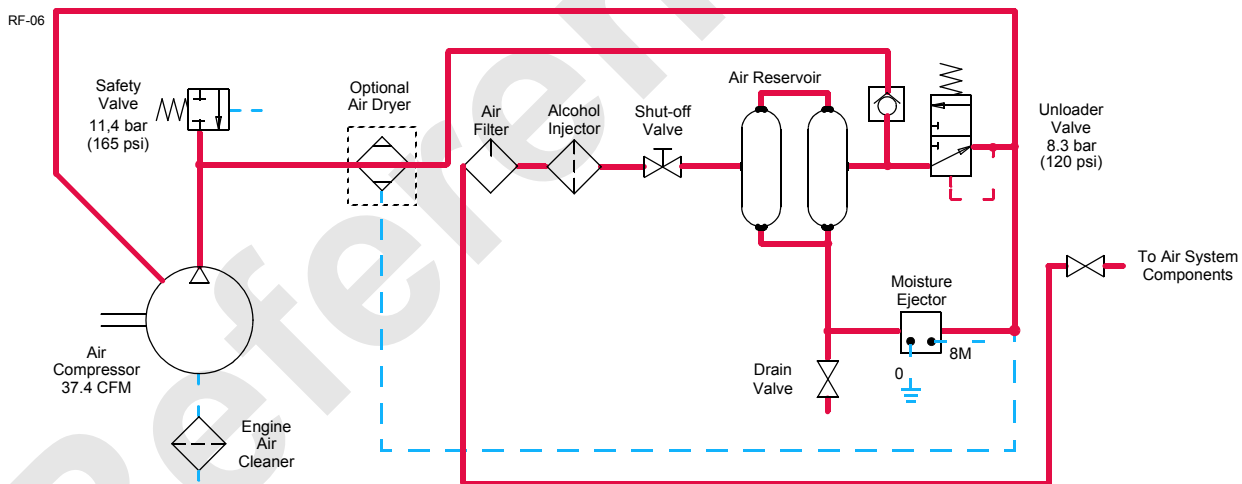 RF-06
Safety
Valve
11,4 bar
(165 psi)
Optional
Air Dryer
Air
Filter
Alcohol
Injector
Shut-off
Valve
Air Reservoir
Unloader
Valve
8.3 bar
(120 psi)
To Air System
Components
Moisture
Ejector
8M
0
Drain
Valve
Air
Compressor
37.4 CFM
Engine
Air
Cleaner
Referen